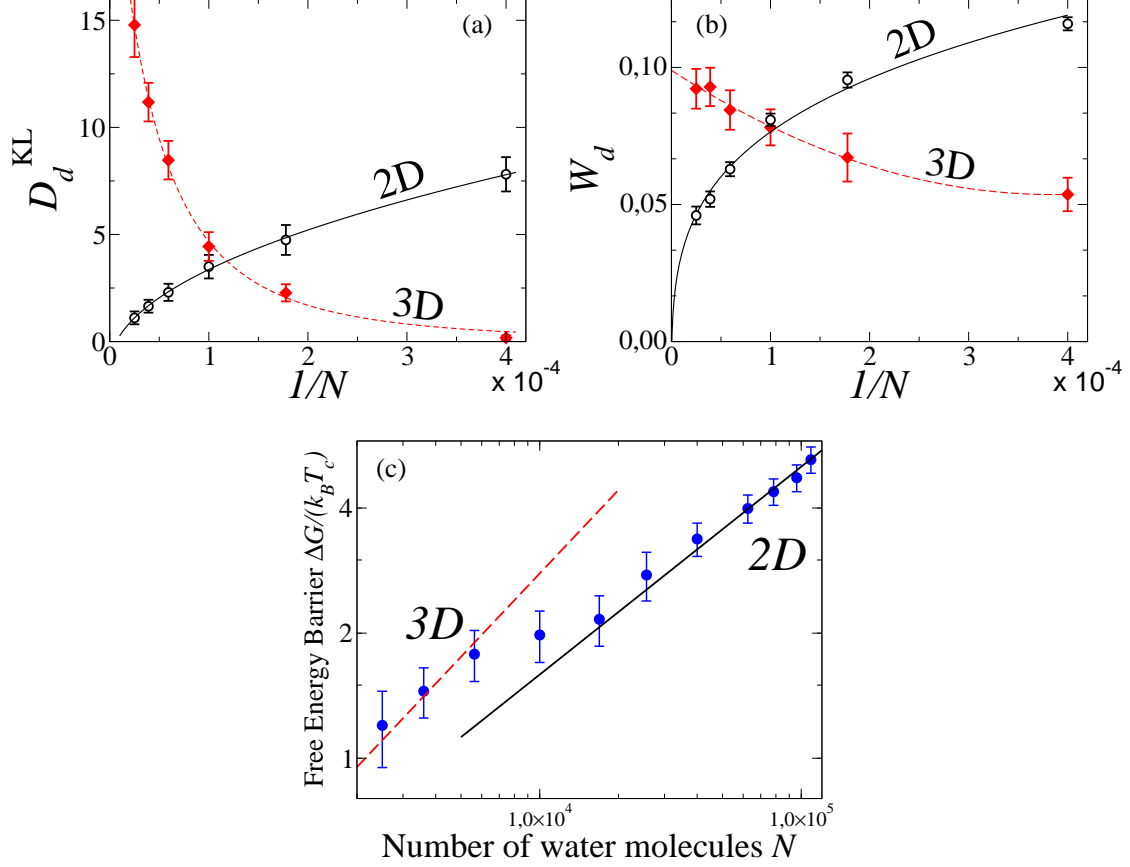 (a)
15
10
5
0
D_d^KL
2D
3D
0 1 2 3 4
1/N
x 10^-4
(b)
0,10
0,05
0,00
W_d
2D
3D
0 1 2 3 4
1/N
x 10^-4
(c)
4
2
1
Free Energy Barrier ΔG/(k_BT_c)
3D
2D
1,0×10^4 1,0×10^5
Number of water molecules N